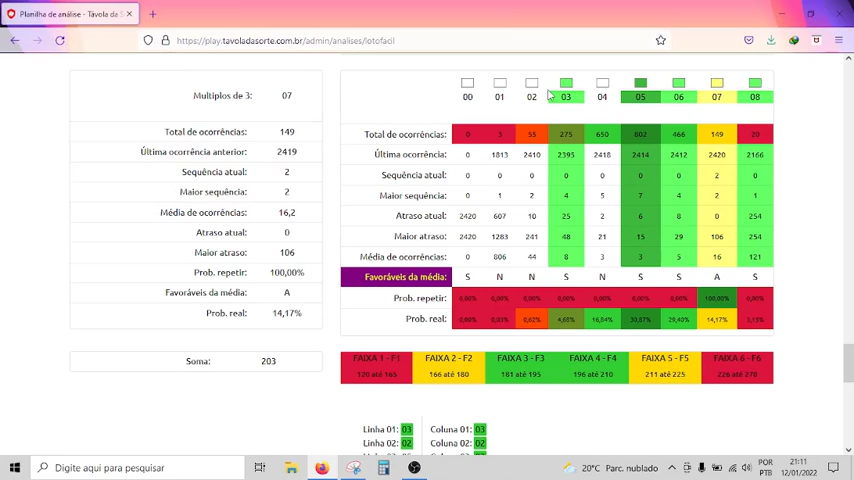 Planilha de análise - Távola da S
play.tavoladasorte.com.br/admin/analises/lotofacil
Multiplos de 3: 07
Total de ocorrências: 149
Última ocorrência anterior: 2419
Sequência atual: 2
Maior sequência: 2
Média de ocorrências: 16,2
Atraso atual: 0
Maior atraso: 106
Prob. repetir: 100,00%
Favoráveis da média: A
Prob. real: 14,17%
00 01 02 03 04 05 06 07 08
Total de ocorrências: 0 3 55 275 650 802 466 149 20
Última ocorrência: 0 1813 2410 2395 2418 2414 2412 2420 2166
Sequência atual: 0 0 0 0 0 0 0 2 0
Maior sequência: 0 1 2 4 5 7 4 2 1
Atraso atual: 2420 607 10 25 2 6 8 0 254
Maior atraso: 2420 1283 241 48 21 15 29 106 254
Média de ocorrências: 0 806 44 8 3 3 5 16 121
Favoráveis da média: S N N S N S S A S
Prob. repetir: 0,00% 0,00% 0,00% 0,00% 0,00% 0,00% 0,00% 100,00% 0,00%
Prob. real: 0,00% 0,03% 0,62% 4,68% 16,84% 30,87% 29,40% 14,17%
Soma: 203
FAIXA 1 - F1 FAIXA 2 - F2 FAIXA 3 - F3 FAIXA 4 - F4 FAIXA 5 - F5 FAIXA 6 - F6
120 até 165 166 até 180 181 até 195 196 até 210 211 até 225 226 até 270
Linha 01: 03 Coluna 01: 03
Linha 02: 02 Coluna 02: 02
Digite aqui para pesquisar
20°C Parc. nublado
POR
PTB
21:11
12/01/2022